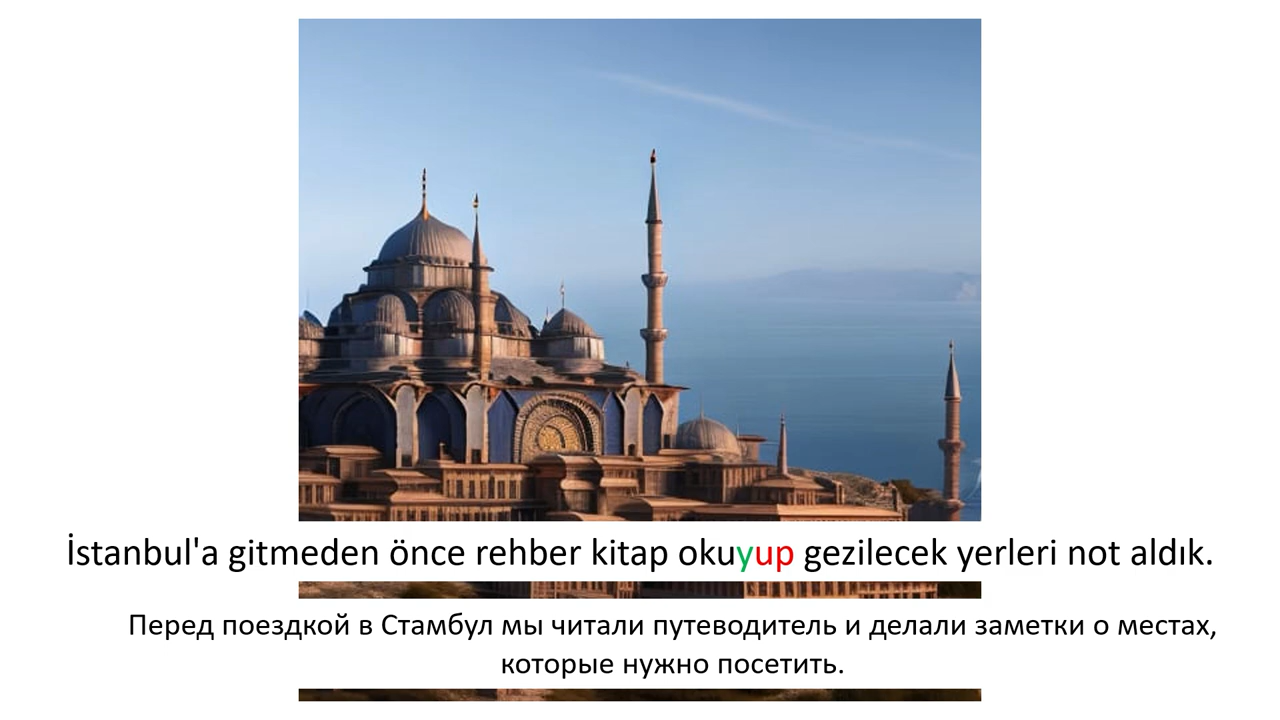 İstanbul'a gitmeden önce rehber kitap okuyup gezilecek yerleri not aldık.
Перед поездкой в Стамбул мы читали путеводитель и делали заметки о местах,
которые нужно посетить.